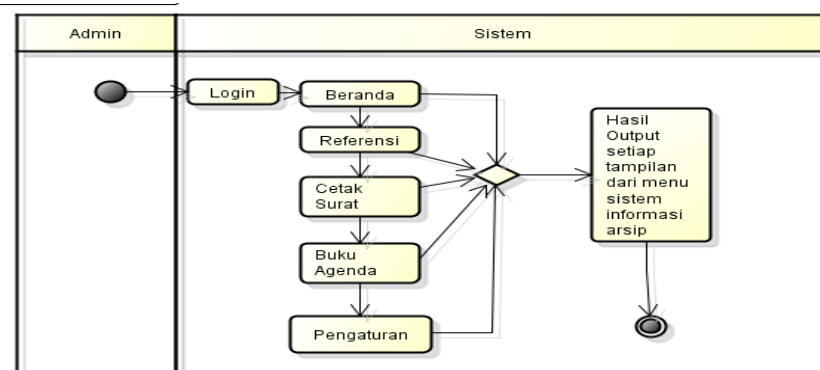 Admin
Sistem
Login
Beranda
Referensi
Cetak
Surat
Buku
Agenda
Pengaturan
Hasil
Output
setiap
tampilan
dari menu
sistem
informasi
arsip